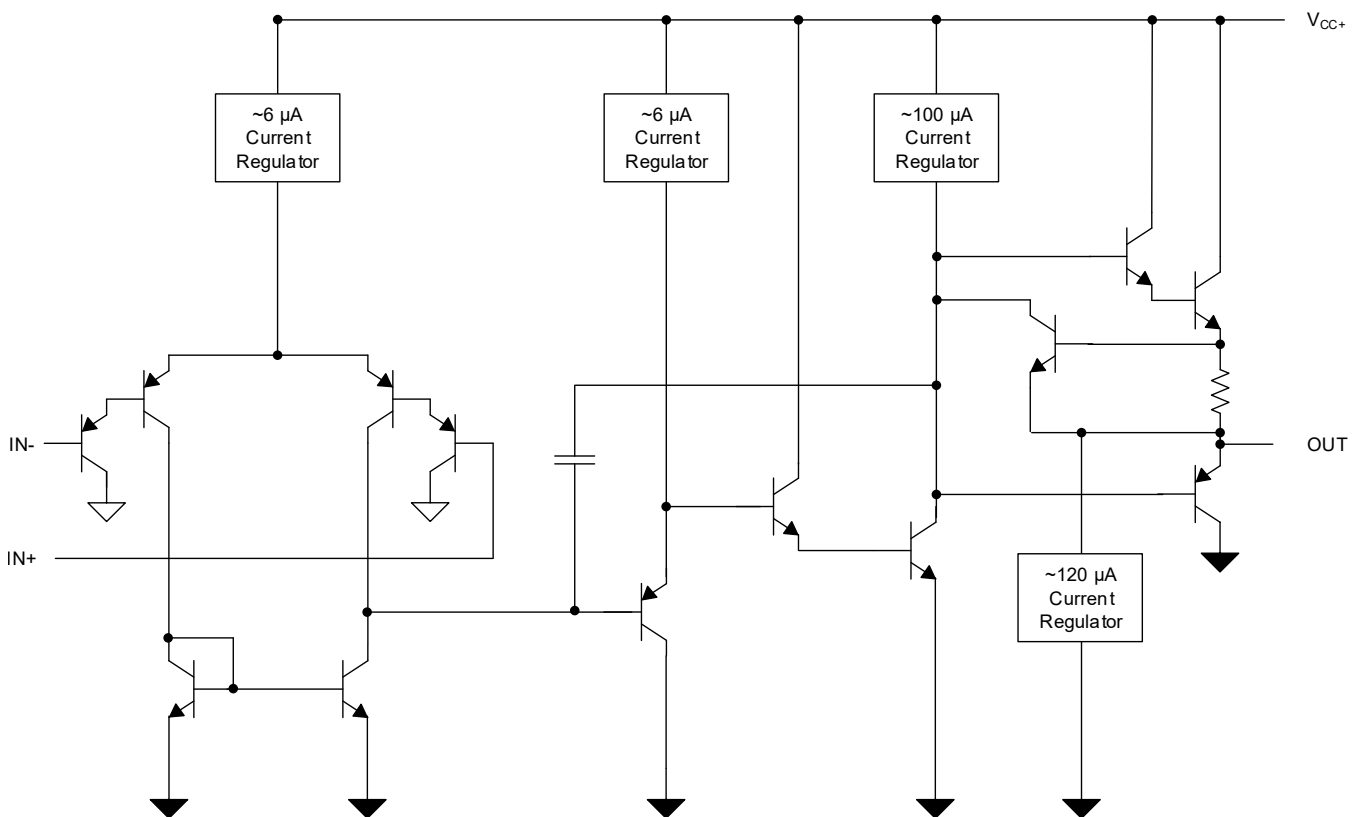 V_CC+
~6 µA
Current
Regulator
~6 µA
Current
Regulator
~100 µA
Current
Regulator
IN-
OUT
IN+
~120 µA
Current
Regulator